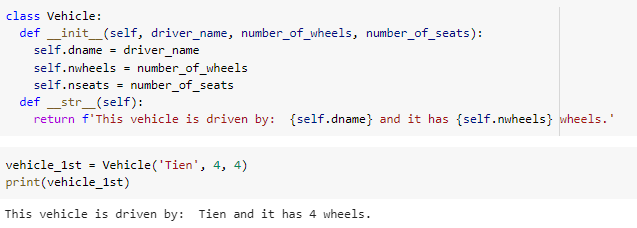 class Vehicle:
  def __init__(self, driver_name, number_of_wheels, number_of_seats):
    self.dname = driver_name
    self.nwheels = number_of_wheels
    self.nseats = number_of_seats
  def __str__(self):
    return f'This vehicle is driven by:  {self.dname} and it has {self.nwheels} wheels.'
vehicle_1st = Vehicle('Tien', 4, 4)
print(vehicle_1st)
This vehicle is driven by:  Tien and it has 4 wheels.